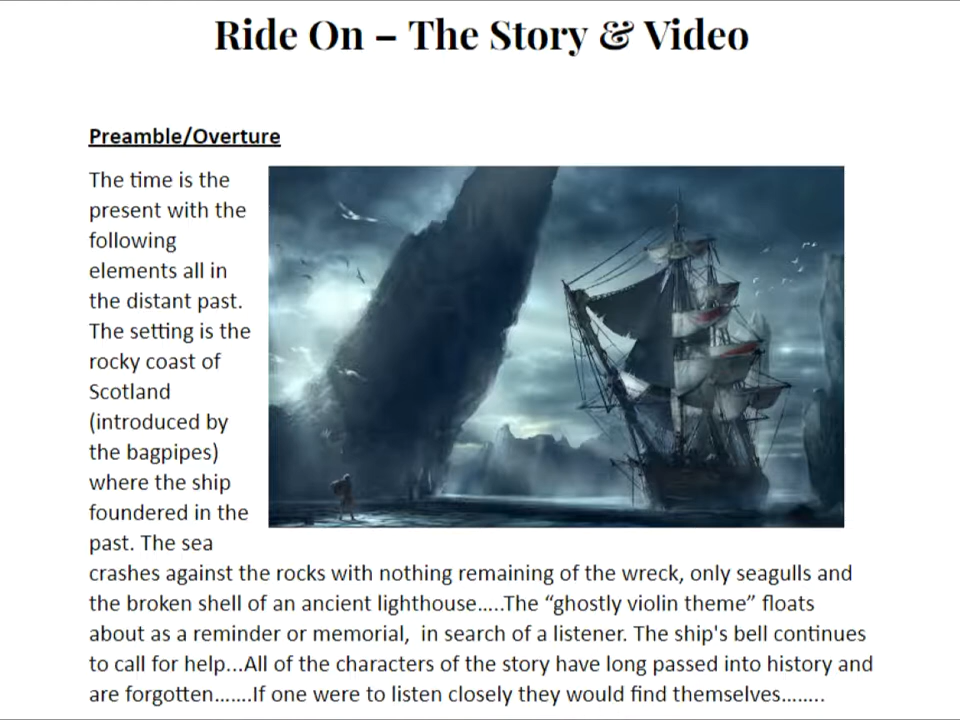 Ride On – The Story & Video
Preamble/Overture
The time is the
present with the
following
elements all in
the distant past.
The setting is the
rocky coast of
Scotland
(introduced by
the bagpipes)
where the ship
foundered in the
past. The sea
crashes against the rocks with nothing remaining of the wreck, only seagulls and
the broken shell of an ancient lighthouse.....The “ghostly violin theme” floats
about as a reminder or memorial,  in search of a listener. The ship's bell continues
to call for help...All of the characters of the story have long passed into history and
are forgotten.......If one were to listen closely they would find themselves........